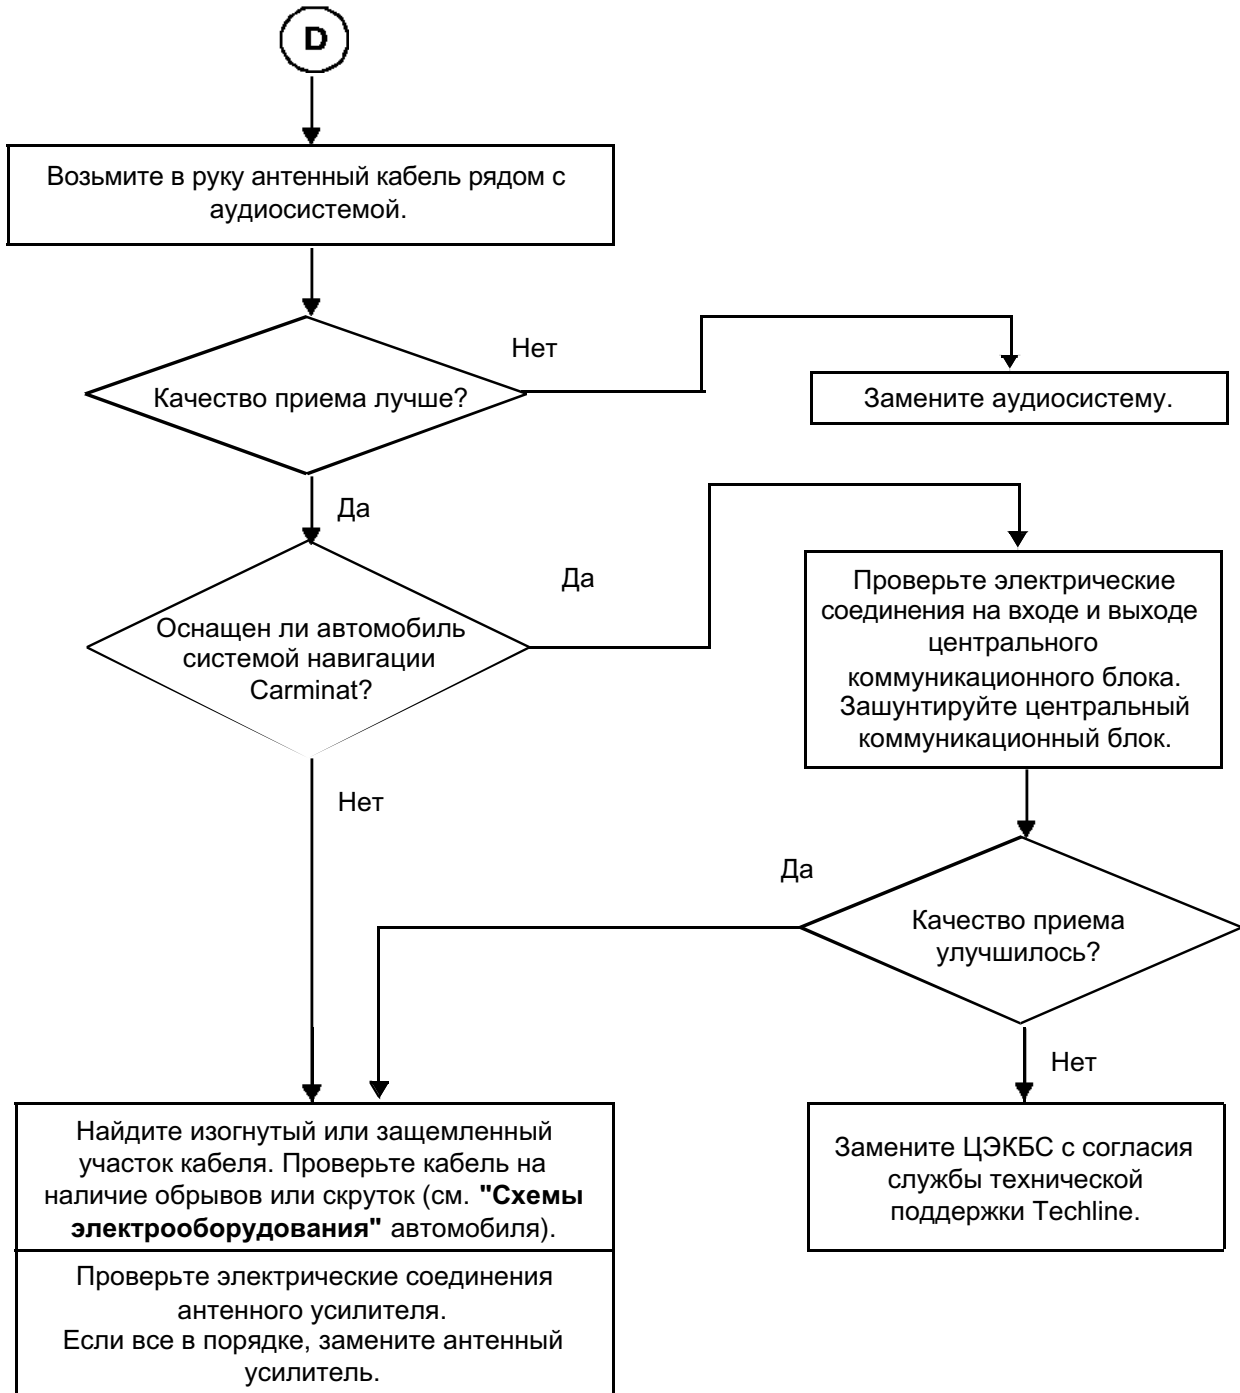 D
Возьмите в руку антенный кабель рядом с
аудиосистемой.
Нет
Качество приема лучше?
Замените аудиосистему.
Да
Да
Оснащен ли автомобиль
системой навигации
Carminat?
Проверьте электрические
соединения на входе и выходе
центрального
коммуникационного блока.
Зашунтируйте центральный
коммуникационный блок.
Нет
Да
Качество приема
улучшилось?
Нет
Найдите изогнутый или защемленный
участок кабеля. Проверьте кабель на
наличие обрывов или скруток (см. "Схемы
электрооборудования" автомобиля).
Замените ЦЭКБС с согласия
службы технической
поддержки Techline.
Проверьте электрические соединения
антенного усилителя.
Если все в порядке, замените антенный
усилитель.